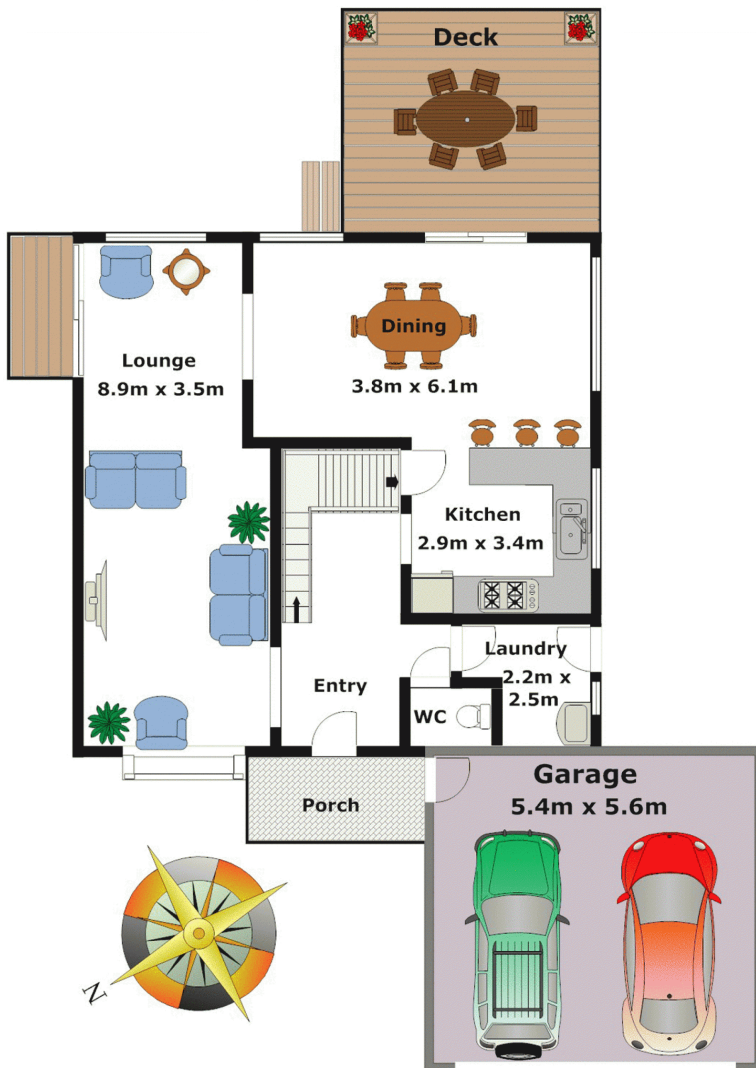 Deck
Dining
3.8m x 6.1m
Lounge
8.9m x 3.5m
Kitchen
2.9m x 3.4m
Laundry
2.2m x
2.5m
Entry
WC
Porch
Garage
5.4m x 5.6m
N